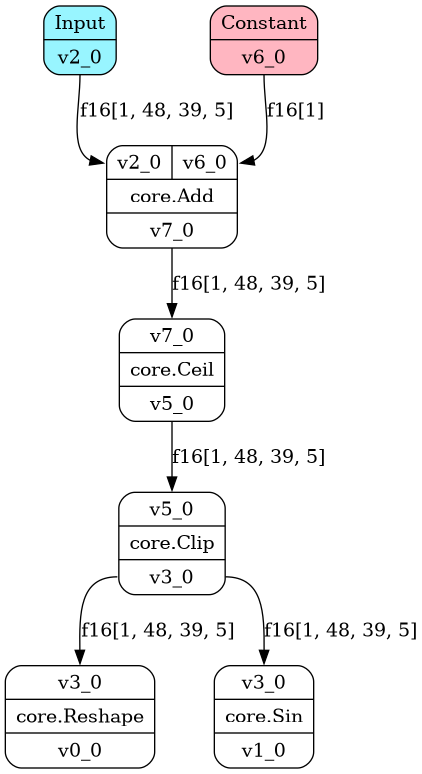 Input
v2_0
Constant
v6_0
f16[1, 48, 39, 5]
f16[1]
v2_0
v6_0
core.Add
v7_0
f16[1, 48, 39, 5]
v7_0
core.Ceil
v5_0
f16[1, 48, 39, 5]
v5_0
core.Clip
v3_0
f16[1, 48, 39, 5]
f16[1, 48, 39, 5]
v3_0
core.Reshape
v0_0
v3_0
core.Sin
v1_0